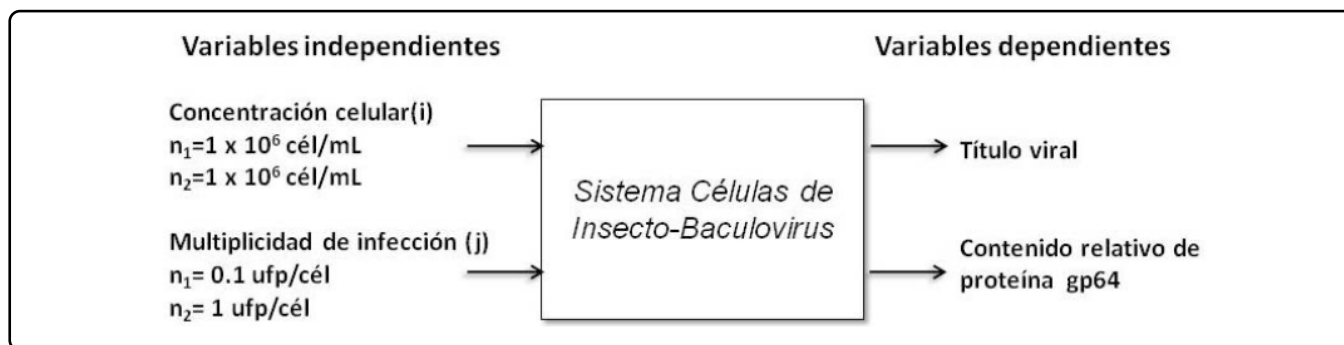 Variables independientes
Variables dependientes
Concentración celular(i)
n₁=1 x 10⁶ cél/mL
n₂=1 x 10⁶ cél/mL
Multiplicidad de infección (j)
n₁= 0.1 ufp/cél
n₂= 1 ufp/cél
Sistema Células de
Insecto-Baculovirus
Título viral
Contenido relativo de
proteína gp64